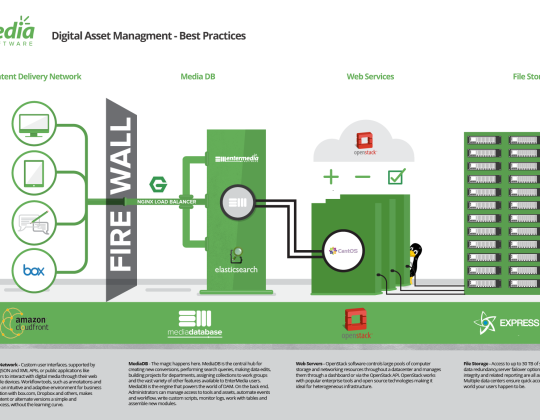 edia
OFTWARE
Digital Asset Managment - Best Practices
ntent Delivery Network
Media DB
Web Services
File Stor
FIREWALL
NGINX LOAD BALANCER
entermedia
elasticsearch
box
openstack
CentOS
amazon
cloudfront
mediadatabase
openstack
EXPRESS
Network - Custom user interfaces, supported by
JSON and XML APIs, or public applications like
rs to interact with digital media through their web
le devices. Workflow tools, such as annotations and
an intuitive and adaptive environment for business
tion with box.com, Dropbox and others, makes
ntent or alternate versions a simple and
cess, without the learning curve.
MediaDB - The magic happens here. MediaDB is the central hub for
creating new conversions, performing search queries, making data edits,
building projects for departments, assigning collections to work groups
and the vast variety of other features available to EnterMedia users.
MediaDB is the engine that powers the world of DAM. On the back end,
Administrators can manage access to tools and assets, automate events
and workflow, write custom scripts, monitor logs, work with tables and
assemble new modules.
Web Servers - OpenStack software controls large pools of computer
storage and networking resources throughout a datacenter and manages
them through a dashboard or via the OpenStack API. OpenStack works
with popular enterprise tools and open source technologies making it
ideal for heterogeneous infrastructure.
File Storage - Access to up to 30 TB of s
data redundancy, server failover option
integrity and related reporting are all au
Multiple data centers ensure quick acc
world your users happen to be.